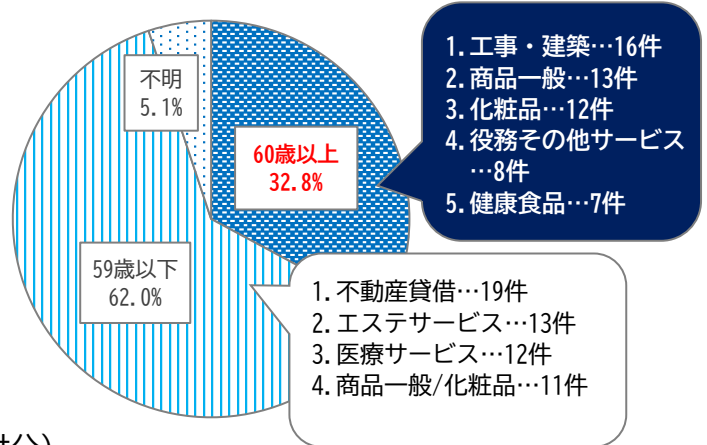 1.工事・建築…16件
2.商品一般…13件
3.化粧品…12件
4.役務その他サービス
…8件
5.健康食品…7件
不明
5.1%
60歳以上
32.8%
59歳以下
62.0%
1.不動産貸借…19件
2.エステサービス…13件
3.医療サービス…12件
4.商品一般/化粧品…11件